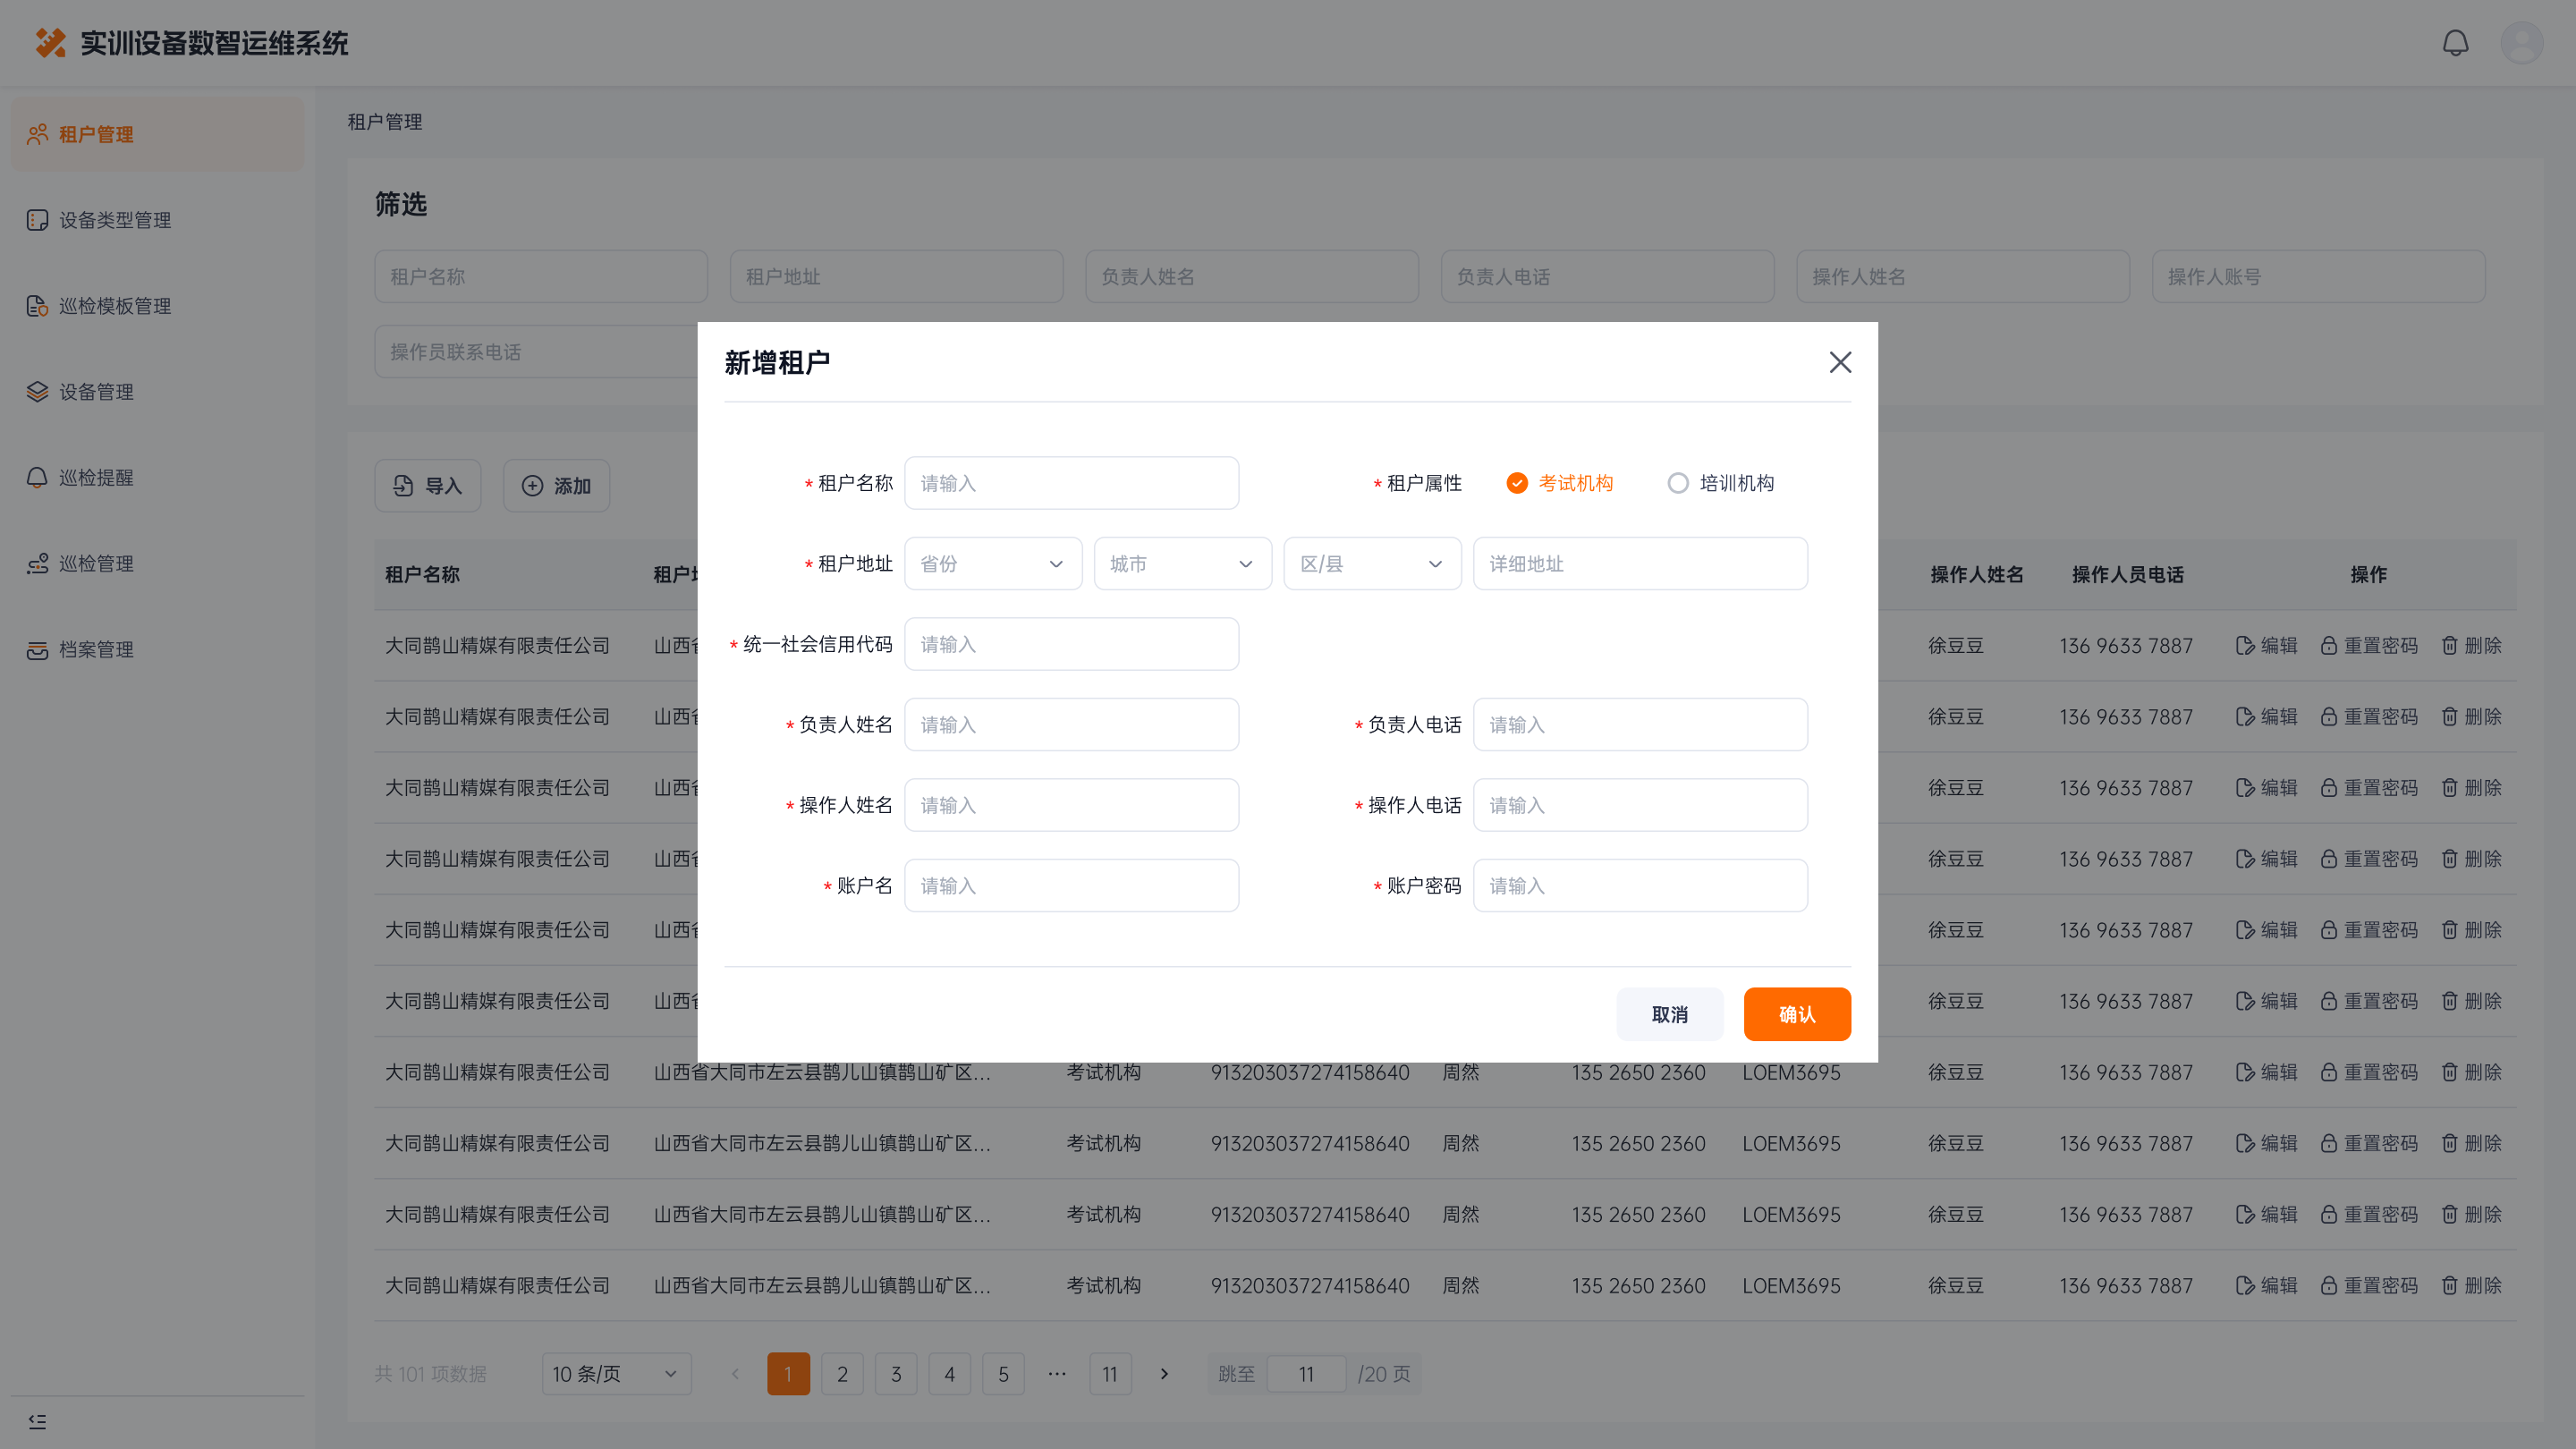 实训设备数智运维系统
租户管理
设备类型管理
巡检模板管理
设备管理
巡检提醒
巡检管理
档案管理
租户管理
筛选
租户名称 租户地址 负责人姓名 负责人电话 操作人姓名 操作人账号
操作员联系电话
导入 添加
租户名称 操作人姓名 操作人员电话 操作
大同鹊山精媒有限责任公司 徐豆豆 136 9633 7887 编辑 重置密码 删除
大同鹊山精媒有限责任公司 徐豆豆 136 9633 7887 编辑 重置密码 删除
大同鹊山精媒有限责任公司 徐豆豆 136 9633 7887 编辑 重置密码 删除
大同鹊山精媒有限责任公司 徐豆豆 136 9633 7887 编辑 重置密码 删除
大同鹊山精媒有限责任公司 徐豆豆 136 9633 7887 编辑 重置密码 删除
大同鹊山精媒有限责任公司 徐豆豆 136 9633 7887 编辑 重置密码 删除
大同鹊山精媒有限责任公司 山西省大同市左云县鹊儿山镇鹊山矿区... 考试机构 913203037274158640 周然 135 2650 2360 LOEM3695 徐豆豆 136 9633 7887 编辑 重置密码 删除
大同鹊山精媒有限责任公司 山西省大同市左云县鹊儿山镇鹊山矿区... 考试机构 913203037274158640 周然 135 2650 2360 LOEM3695 徐豆豆 136 9633 7887 编辑 重置密码 删除
大同鹊山精媒有限责任公司 山西省大同市左云县鹊儿山镇鹊山矿区... 考试机构 913203037274158640 周然 135 2650 2360 LOEM3695 徐豆豆 136 9633 7887 编辑 重置密码 删除
大同鹊山精媒有限责任公司 山西省大同市左云县鹊儿山镇鹊山矿区... 考试机构 913203037274158640 周然 135 2650 2360 LOEM3695 徐豆豆 136 9633 7887 编辑 重置密码 删除
共 101 项数据 10 条/页 1 2 3 4 5 ... 11 跳至 11 /20 页
新增租户
* 租户名称 请输入 * 租户属性 考试机构 培训机构
* 租户地址 省份 城市 区/县 详细地址
* 统一社会信用代码 请输入
* 负责人姓名 请输入 * 负责人电话 请输入
* 操作人姓名 请输入 * 操作人电话 请输入
* 账户名 请输入 * 账户密码 请输入
取消 确认